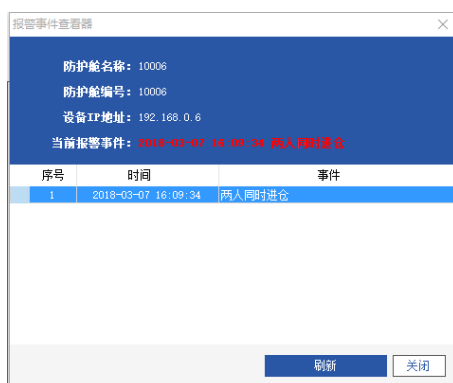 报警事件查看器
防护舱名称：10006
防护舱编号：10006
设备IP地址：192.168.0.6
当前报警事件：2018-03-07 16:09:34 两人同时进仓
序号 时间 事件
1 2018-03-07 16:09:34 两人同时进仓
刷新 关闭